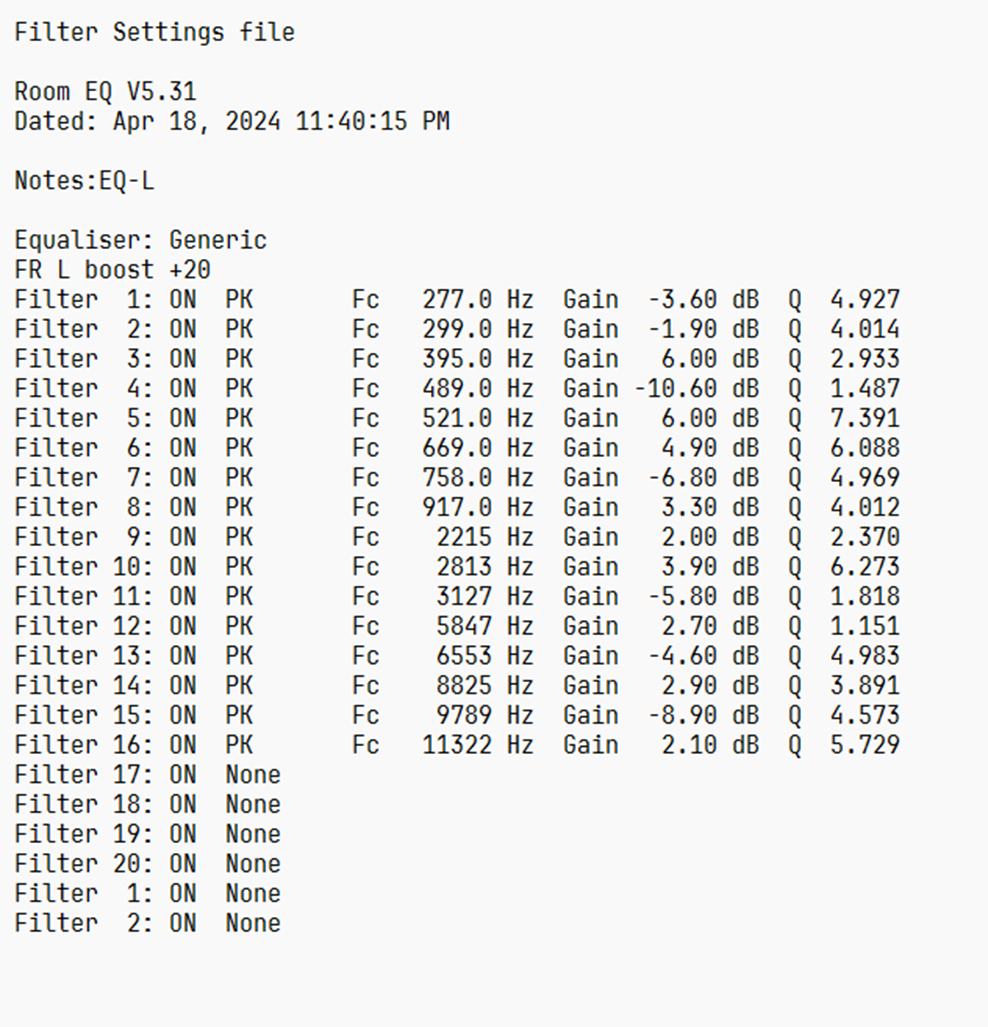 Filter Settings file

Room EQ V5.31
Dated: Apr 18, 2024 11:40:15 PM

Notes:EQ-L

Equaliser: Generic
FR L boost +20
Filter  1: ON  PK       Fc   277.0 Hz  Gain  -3.60 dB  Q  4.927
Filter  2: ON  PK       Fc   299.0 Hz  Gain  -1.90 dB  Q  4.014
Filter  3: ON  PK       Fc   395.0 Hz  Gain   6.00 dB  Q  2.933
Filter  4: ON  PK       Fc   489.0 Hz  Gain -10.60 dB  Q  1.487
Filter  5: ON  PK       Fc   521.0 Hz  Gain   6.00 dB  Q  7.391
Filter  6: ON  PK       Fc   669.0 Hz  Gain   4.90 dB  Q  6.088
Filter  7: ON  PK       Fc   758.0 Hz  Gain  -6.80 dB  Q  4.969
Filter  8: ON  PK       Fc   917.0 Hz  Gain   3.30 dB  Q  4.012
Filter  9: ON  PK       Fc    2215 Hz  Gain   2.00 dB  Q  2.370
Filter 10: ON  PK       Fc    2813 Hz  Gain   3.90 dB  Q  6.273
Filter 11: ON  PK       Fc    3127 Hz  Gain  -5.80 dB  Q  1.818
Filter 12: ON  PK       Fc    5847 Hz  Gain   2.70 dB  Q  1.151
Filter 13: ON  PK       Fc    6553 Hz  Gain  -4.60 dB  Q  4.983
Filter 14: ON  PK       Fc    8825 Hz  Gain   2.90 dB  Q  3.891
Filter 15: ON  PK       Fc    9789 Hz  Gain  -8.90 dB  Q  4.573
Filter 16: ON  PK       Fc   11322 Hz  Gain   2.10 dB  Q  5.729
Filter 17: ON  None
Filter 18: ON  None
Filter 19: ON  None
Filter 20: ON  None
Filter  1: ON  None
Filter  2: ON  None